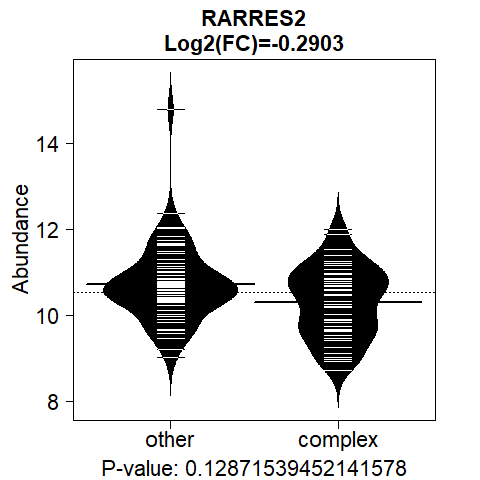 RARRES2
Log2(FC)=-0.2903
Abundance
14
12
10
8
other complex
P-value: 0.12871539452141578